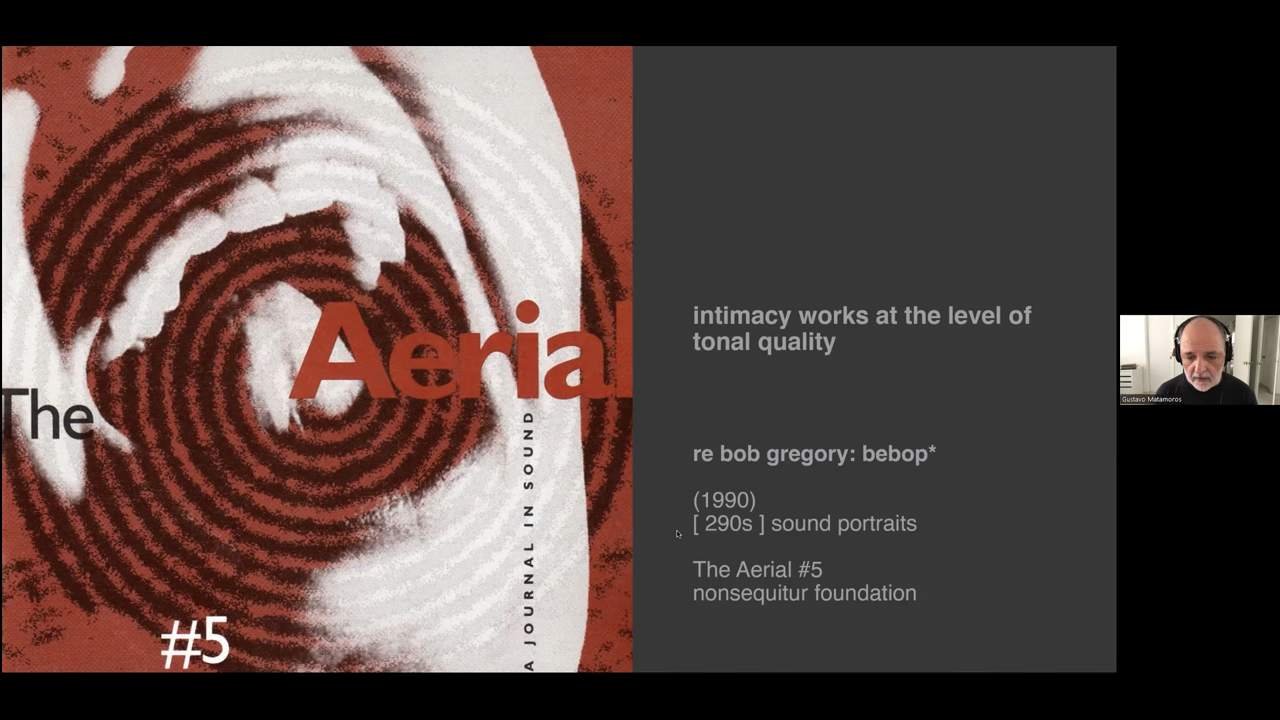 The
Aerial
A JOURNAL IN SOUND
#5
intimacy works at the level of
tonal quality
re bob gregory: bebop*
(1990)
[ 290s ] sound portraits
The Aerial #5
nonsequitur foundation
Gustavo Matamoros